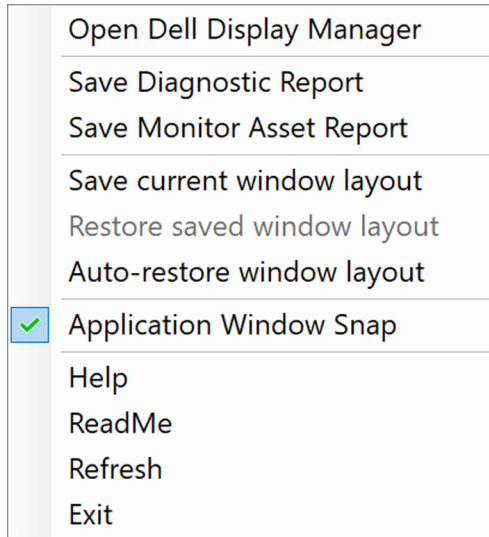 Open Dell Display Manager
Save Diagnostic Report
Save Monitor Asset Report
Save current window layout
Restore saved window layout
Auto-restore window layout
Application Window Snap
Help
ReadMe
Refresh
Exit